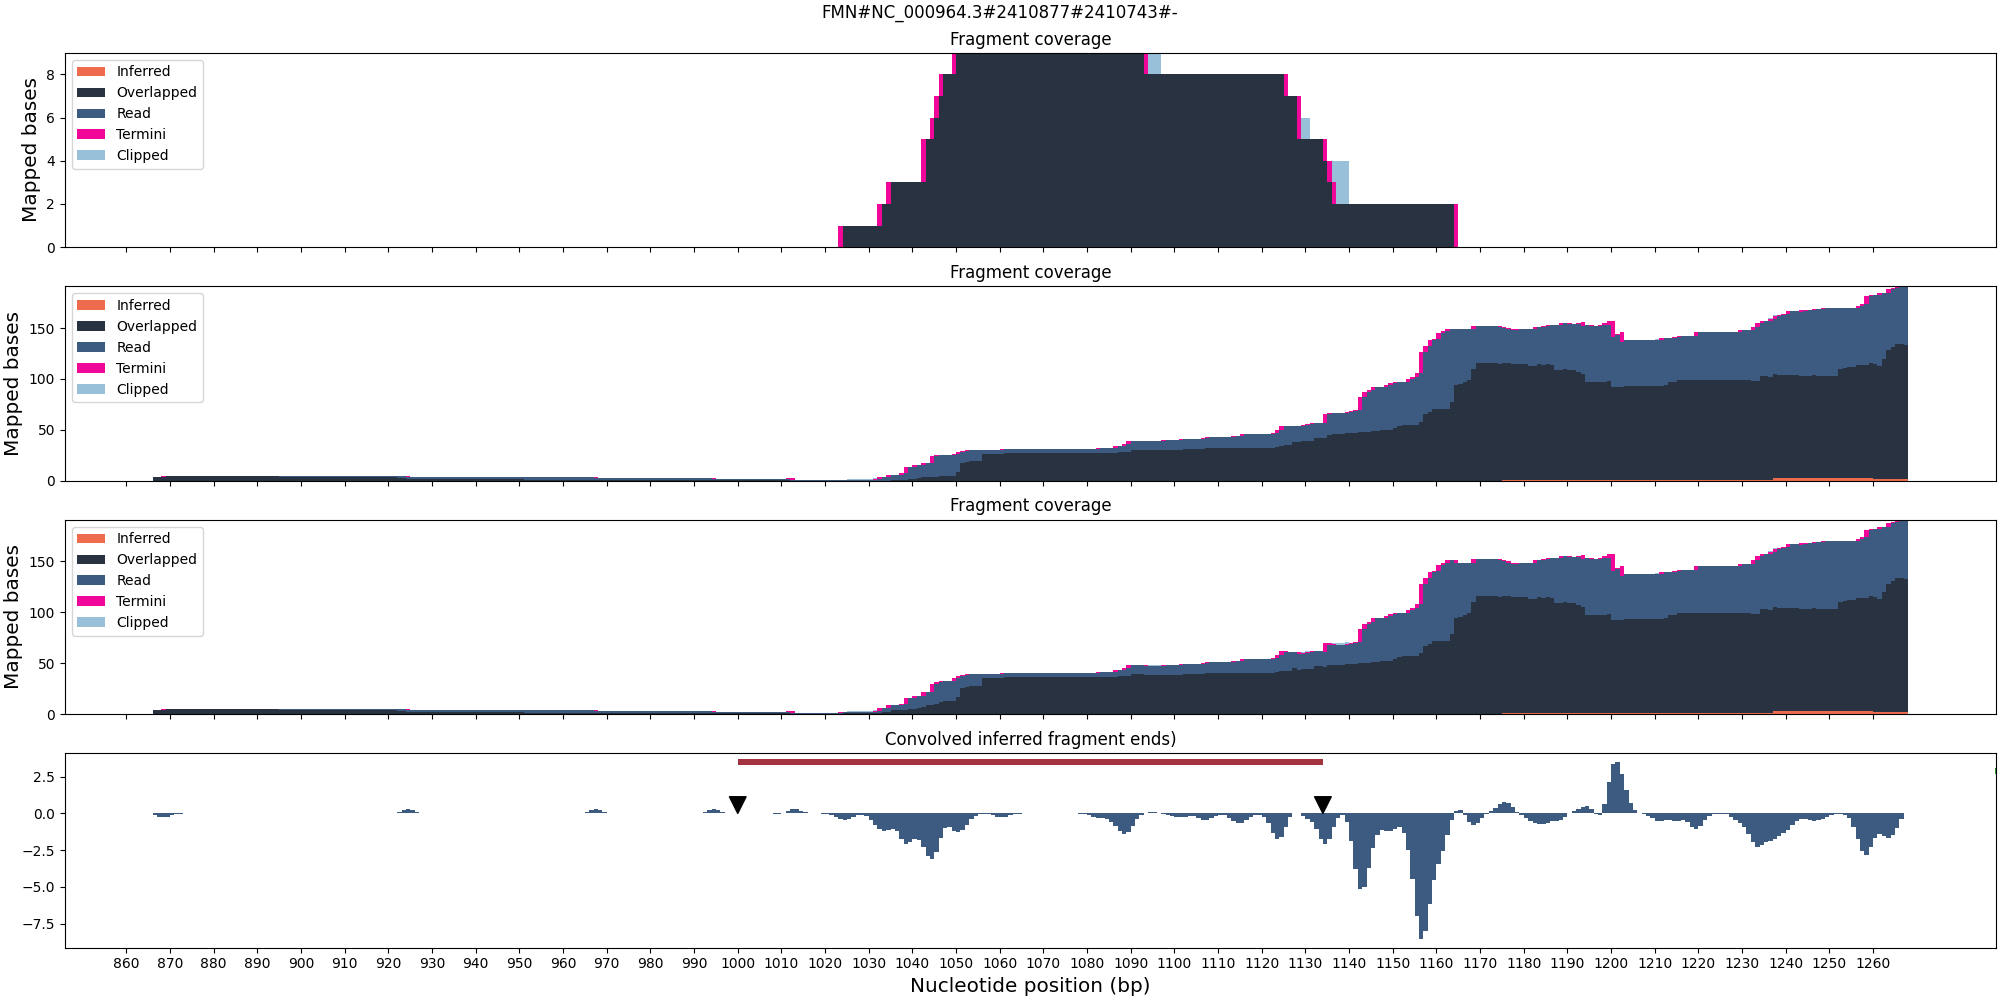 FMN#NC_000964.3#2410877#2410743#-
Fragment coverage
Mapped bases
8
6
4
2
0
Inferred
Overlapped
Read
Termini
Clipped
Fragment coverage
Mapped bases
150
100
50
0
Inferred
Overlapped
Read
Termini
Clipped
Fragment coverage
Mapped bases
150
100
50
0
Inferred
Overlapped
Read
Termini
Clipped
Convolved inferred fragment ends)
2.5
0.0
−2.5
−5.0
−7.5
860 870 880 890 900 910 920 930 940 950 960 970 980 990 1000 1010 1020 1030 1040 1050 1060 1070 1080 1090 1100 1110 1120 1130 1140 1150 1160 1170 1180 1190 1200 1210 1220 1230 1240 1250 1260
Nucleotide position (bp)